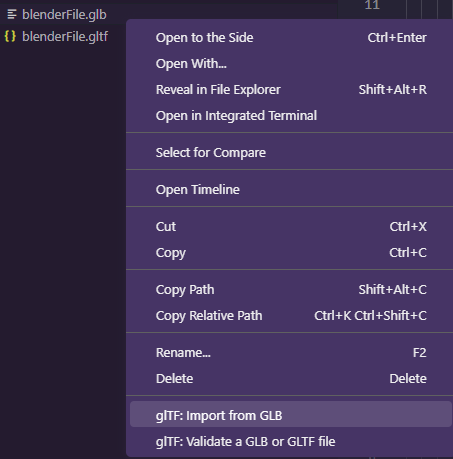 blenderFile.glb
11
{} blenderFile.gltf
Open to the Side Ctrl+Enter
Open With...
Reveal in File Explorer Shift+Alt+R
Open in Integrated Terminal
Select for Compare
Open Timeline
Cut Ctrl+X
Copy Ctrl+C
Copy Path Shift+Alt+C
Copy Relative Path Ctrl+K Ctrl+Shift+C
Rename... F2
Delete Delete
glTF: Import from GLB
glTF: Validate a GLB or GLTF file